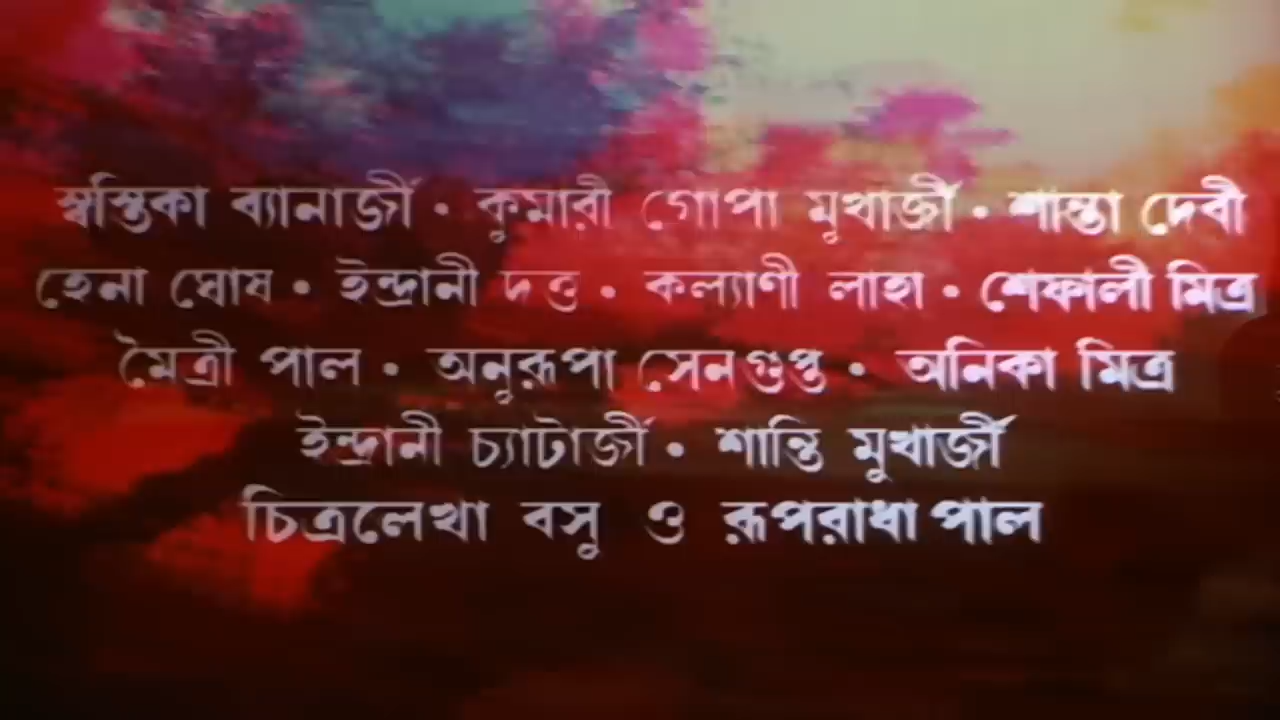 স্বস্তিকা ব্যানার্জী • কুমারী গোপা মুখার্জী • শান্তা দেবী
হেনা ঘোষ • ইন্দ্রানী দত্ত • কল্যাণী লাহা • শেফালী মিত্র
মৈত্রী পাল • অনুরূপা সেনগুপ্ত • অনিকা মিত্র
ইন্দ্রানী চ্যাটার্জী • শান্তি মুখার্জী
চিত্রলেখা বসু ও রূপরাধা পাল